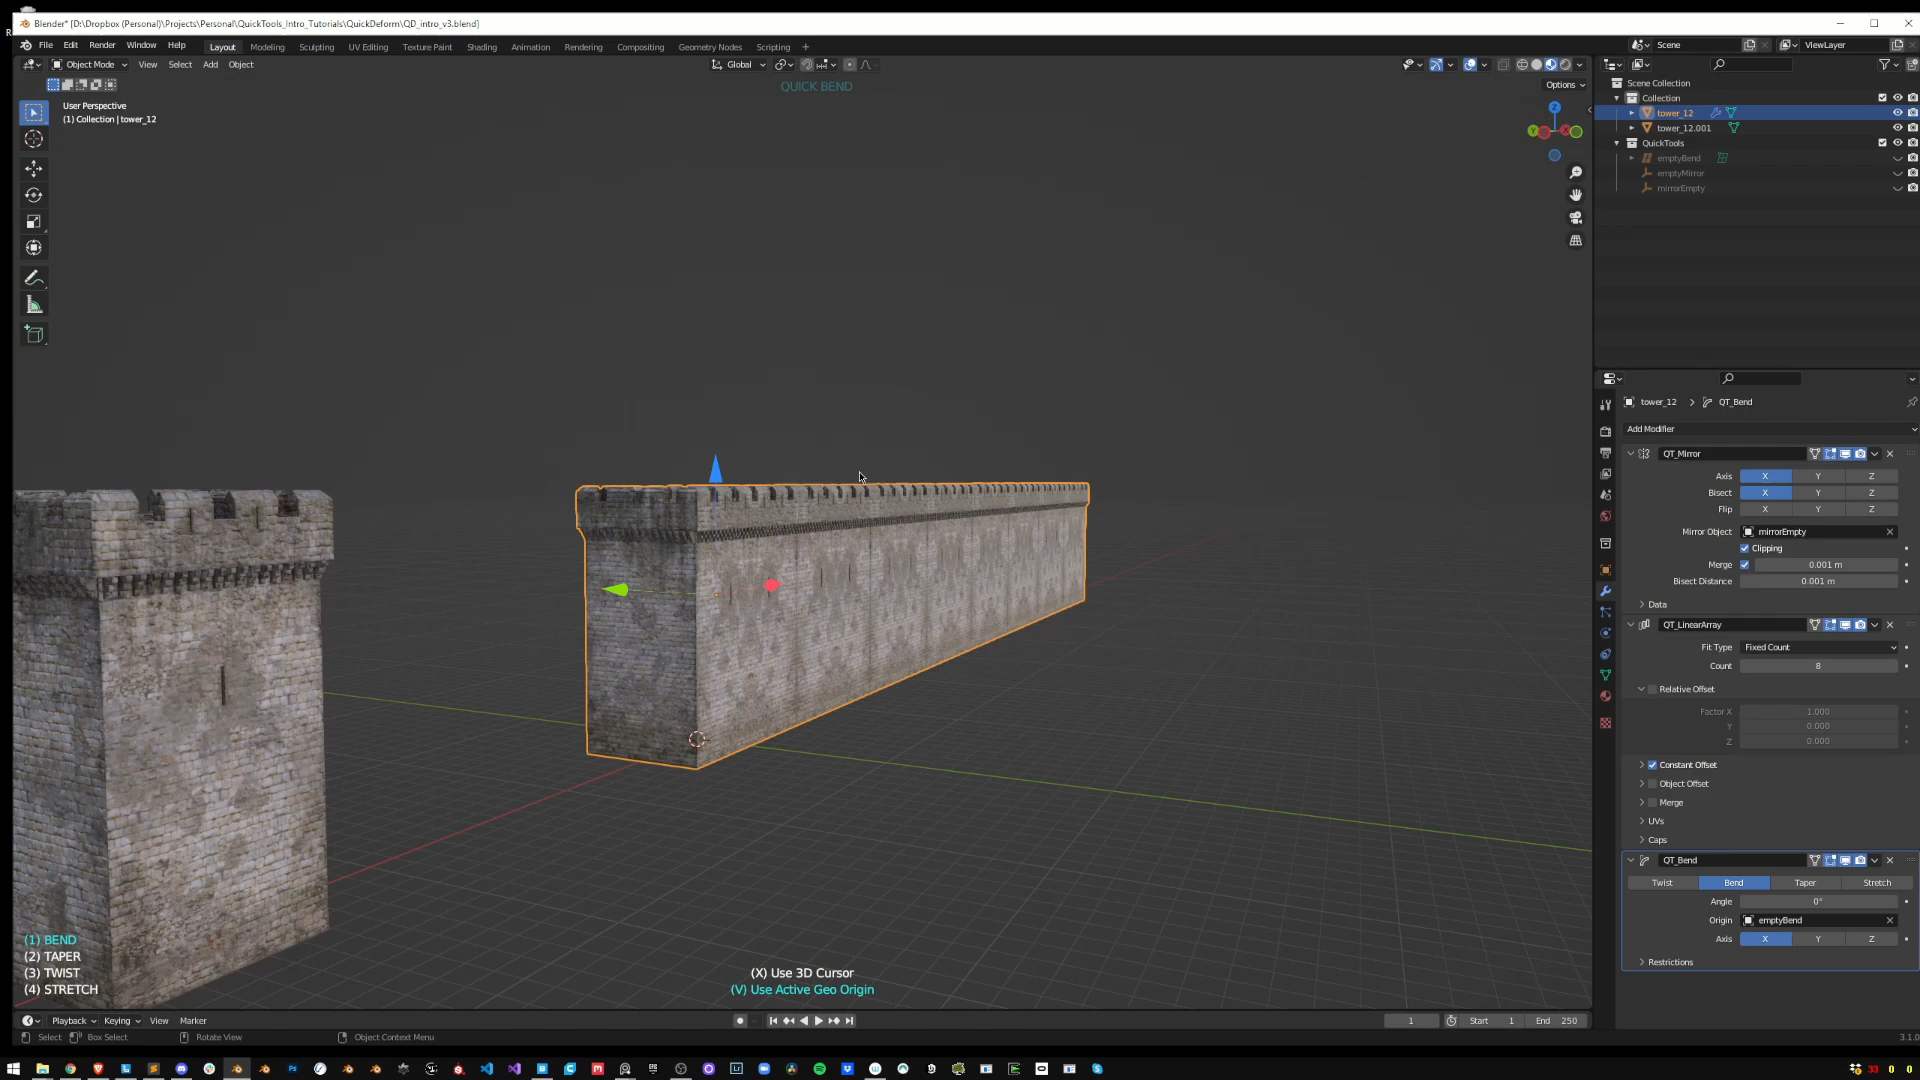 Blender* [D:\Dropbox (Personal)\Projects\Personal\QuickTools_Intro_Tutorials\QuickDeform\QD_intro_v3.blend]
File Edit Render Window Help Layout Modeling Sculpting UV Editing Texture Paint Shading Animation Rendering Compositing Geometry Nodes Scripting + Scene ViewLayer
Object Mode View Select Add Object Global
QUICK BEND
Options
User Perspective
(1) Collection | tower_12
Z
Y
X
Scene Collection
Collection
tower_12
tower_12.001
QuickTools
emptyBend
emptyMirror
mirrorEmpty
tower_12 > QT_Bend
Add Modifier
QT_Mirror
Axis X Y Z
Bisect X Y Z
Flip X Y Z
Mirror Object mirrorEmpty
Clipping
Merge 0.001 m
Bisect Distance 0.001 m
Data
QT_LinearArray
Fit Type Fixed Count
Count 8
Relative Offset
Factor X 1.000
Y 0.000
Z 0.000
Constant Offset
Object Offset
Merge
UVs
Caps
QT_Bend
Twist Bend Taper Stretch
Angle 0°
Origin emptyBend
Axis X Y Z
Restrictions
(1) BEND
(2) TAPER
(3) TWIST
(4) STRETCH
(X) Use 3D Cursor
(V) Use Active Geo Origin
Playback Keying View Marker 1 Start 1 End 250
Select Box Select Rotate View Object Context Menu 3.1.0
33 0 0